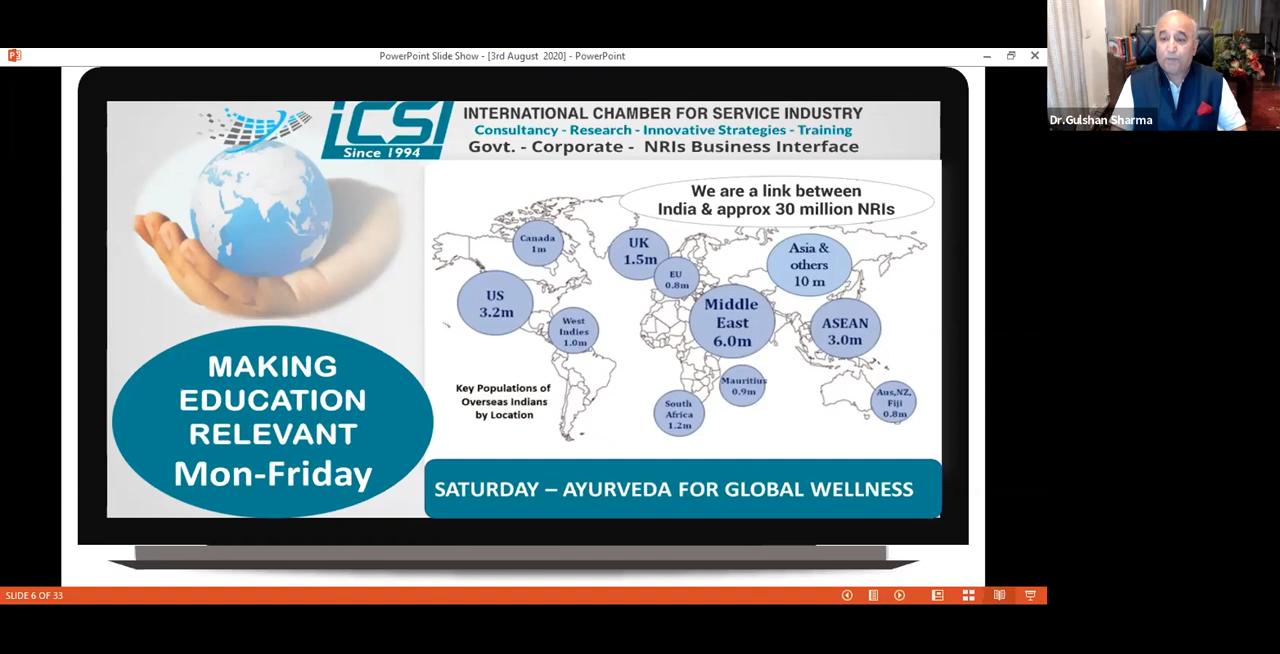 PowerPoint Slide Show - [3rd August 2020] - PowerPoint
Dr.Gulshan Sharma
iCSI
Since 1994
INTERNATIONAL CHAMBER FOR SERVICE INDUSTRY
Consultancy - Research - Innovative Strategies - Training
Govt. - Corporate - NRIs Business Interface
We are a link between
India & approx 30 million NRIs
Canada
1m
UK
1.5m
EU
0.8m
Asia &
others
10 m
US
3.2m
West
Indies
1.0m
Middle
East
6.0m
ASEAN
3.0m
Mauritius
0.9m
South
Africa
1.2m
Aus,NZ,
Fiji
0.8m
Key Populations of
Overseas Indians
by Location
MAKING
EDUCATION
RELEVANT
Mon-Friday
SATURDAY – AYURVEDA FOR GLOBAL WELLNESS
SLIDE 6 OF 33